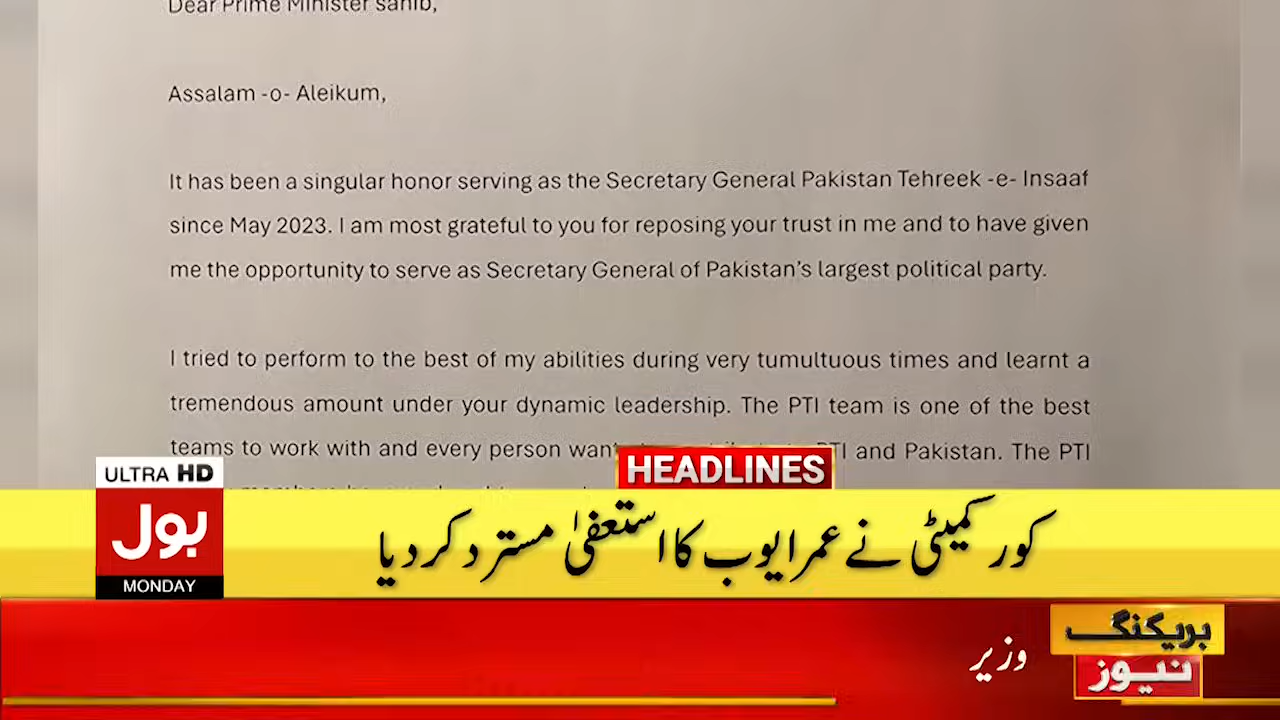 Dear Prime Minister sahib,
Assalam -o- Aleikum,
It has been a singular honor serving as the Secretary General Pakistan Tehreek -e- Insaaf
since May 2023. I am most grateful to you for reposing your trust in me and to have given
me the opportunity to serve as Secretary General of Pakistan's largest political party.
I tried to perform to the best of my abilities during very tumultuous times and learnt a
tremendous amount under your dynamic leadership. The PTI team is one of the best
teams to work with and every person and Pakistan. The PTI
HEADLINES
ULTRA HD
بول
MONDAY
کور کمیٹی نے عمر ایوب کا استعفیٰ مسترد کر دیا
بریکنگ
نیوز
وزیر